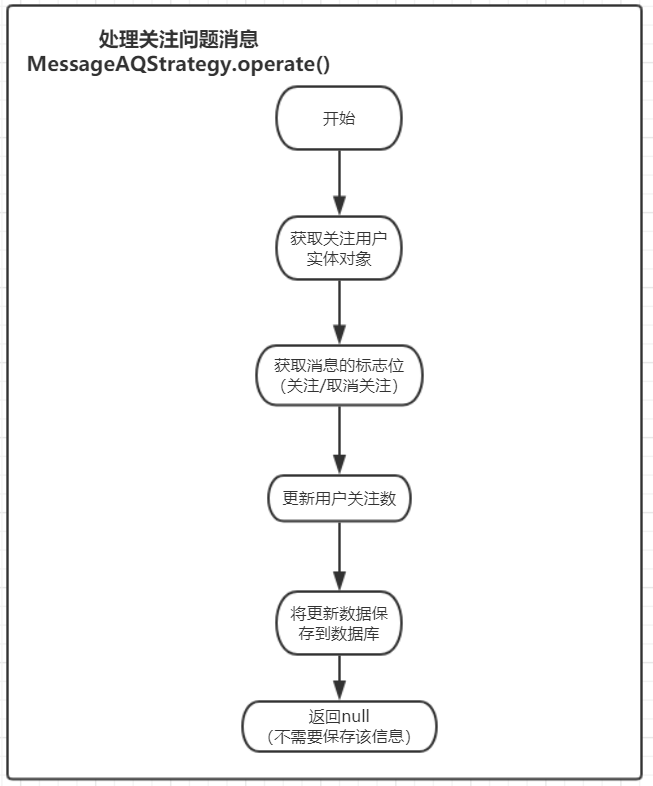 处理关注问题消息
MessageAQStrategy.operate()
开始
获取关注用户
实体对象
获取消息的标志位
（关注/取消关注）
更新用户关注数
将更新数据保
存到数据库
返回null
（不需要保存该信息）